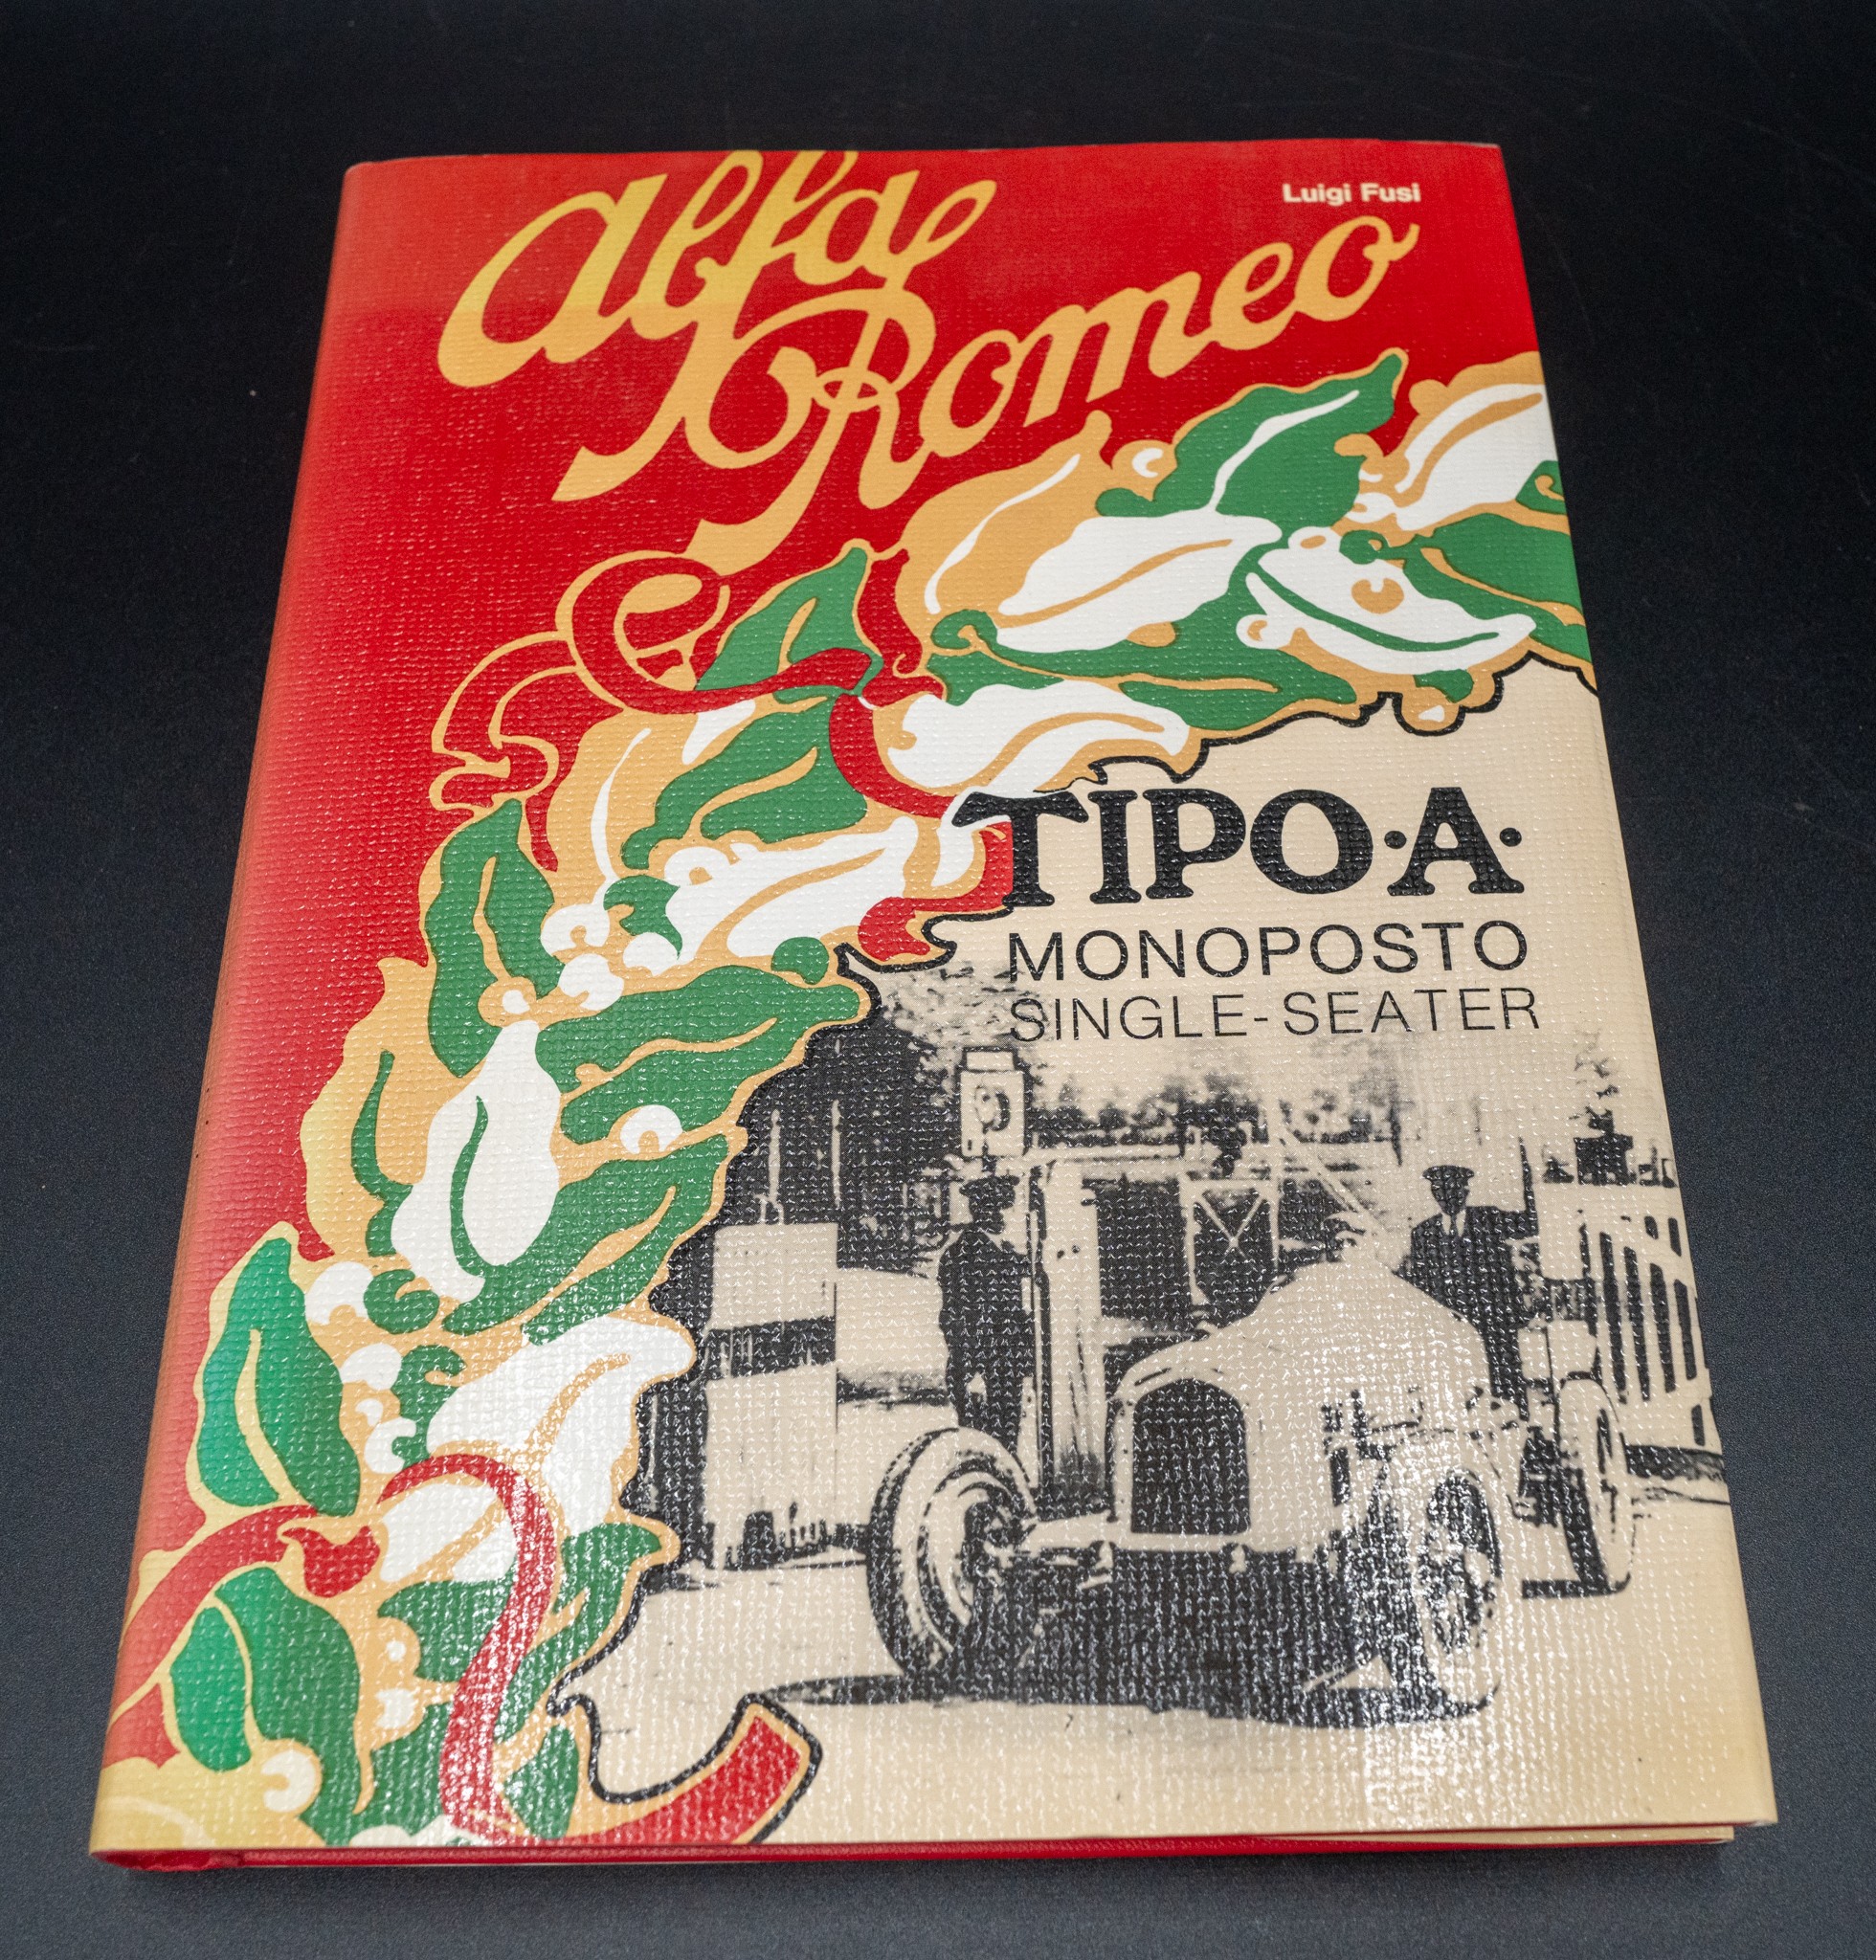 Luigi Fusi
Alfa
Romeo
TIPO·A·
MONOPOSTO
SINGLE-SEATER